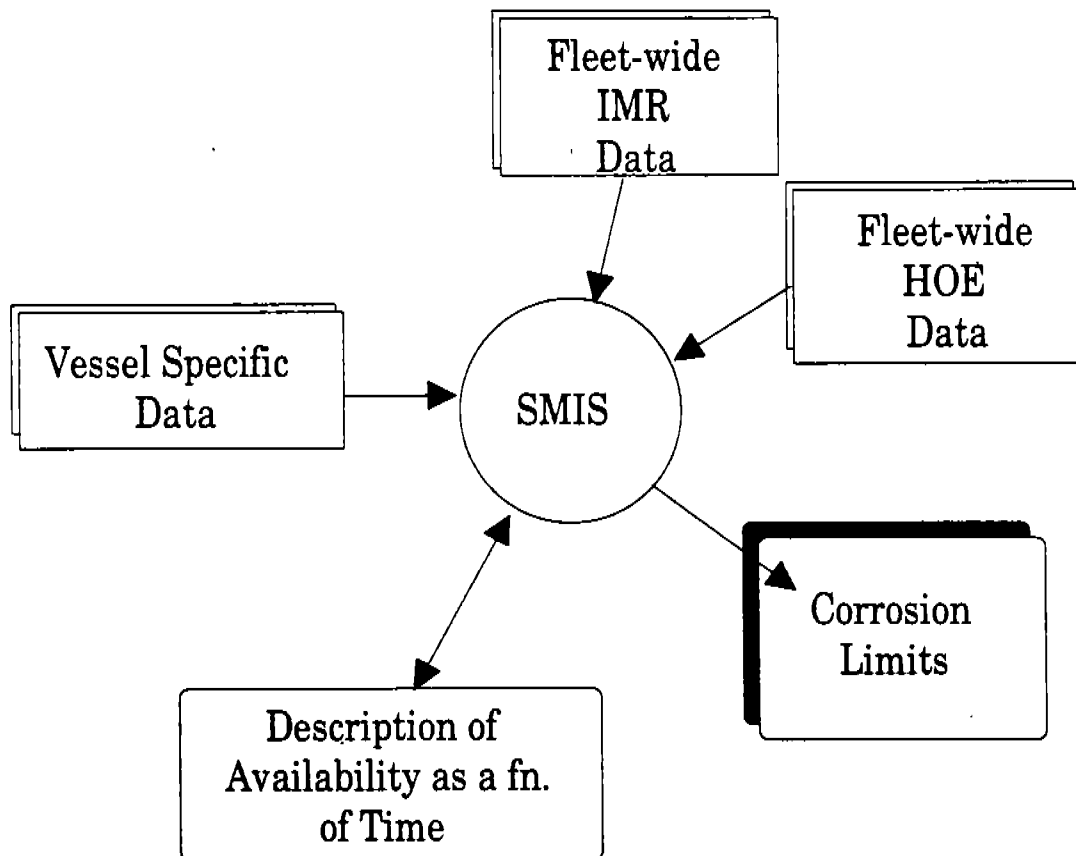 Fleet-wide
IMR
Data
Fleet-wide
HOE
Data
Vessel Specific
Data
SMIS
Corrosion
Limits
Description of
Availability as a fn.
of Time